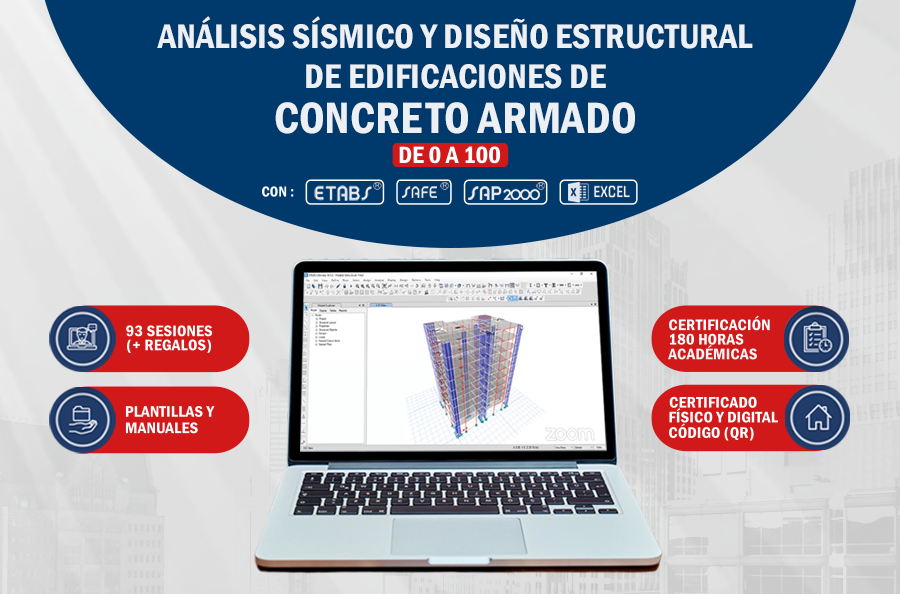 ANÁLISIS SÍSMICO Y DISEÑO ESTRUCTURAL
DE EDIFICACIONES DE
CONCRETO ARMADO
DE 0 A 100
CON : ETABS® SAFE® SAP2000® X EXCEL
93 SESIONES
(+ REGALOS)
PLANTILLAS Y
MANUALES
zoom
CERTIFICACIÓN
180 HORAS
ACADÉMICAS
CERTIFICADO
FÍSICO Y DIGITAL
CÓDIGO (QR)